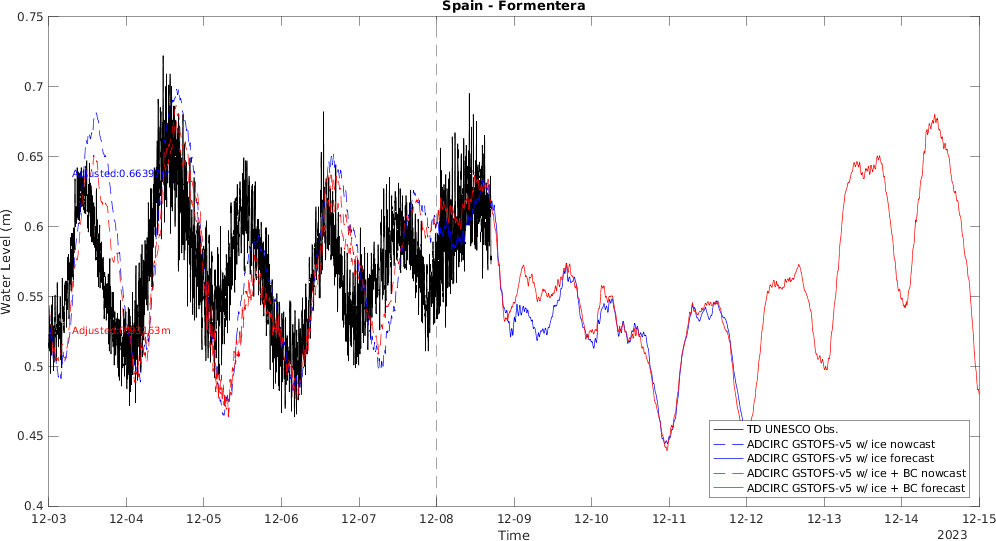 Spain - Formentera
0.75
0.7
0.65
0.6
0.55
0.5
0.45
0.4
Water Level (m)
12-03
12-04
12-05
12-06
12-07
12-08
12-09
12-10
12-11
12-12
12-13
12-14
12-15
Time
2023
TD UNESCO Obs.
ADCIRC GSTOFS-v5 w/ ice nowcast
ADCIRC GSTOFS-v5 w/ ice forecast
ADCIRC GSTOFS-v5 w/ ice + BC nowcast
ADCIRC GSTOFS-v5 w/ ice + BC forecast